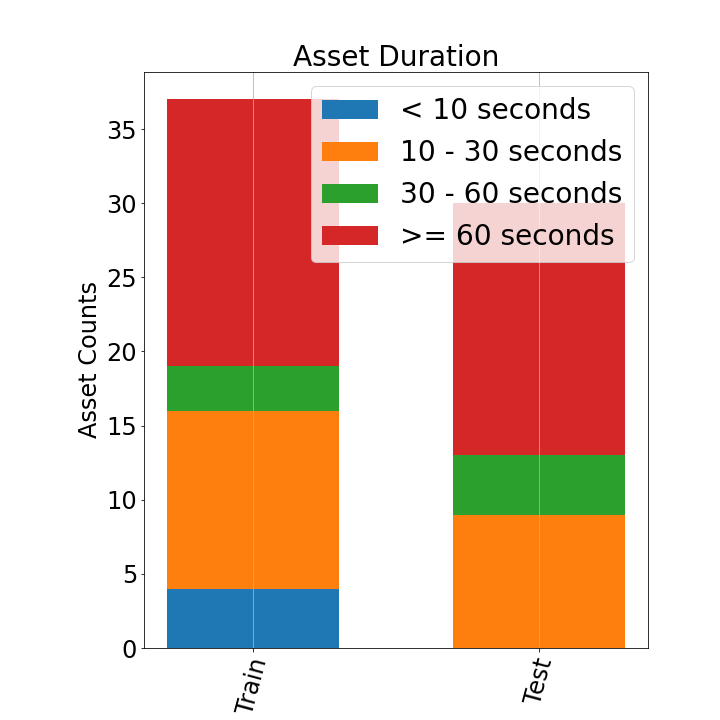 Asset Duration
< 10 seconds
10 - 30 seconds
30 - 60 seconds
>= 60 seconds
Asset Counts
35
30
25
20
15
10
5
0
Train
Test